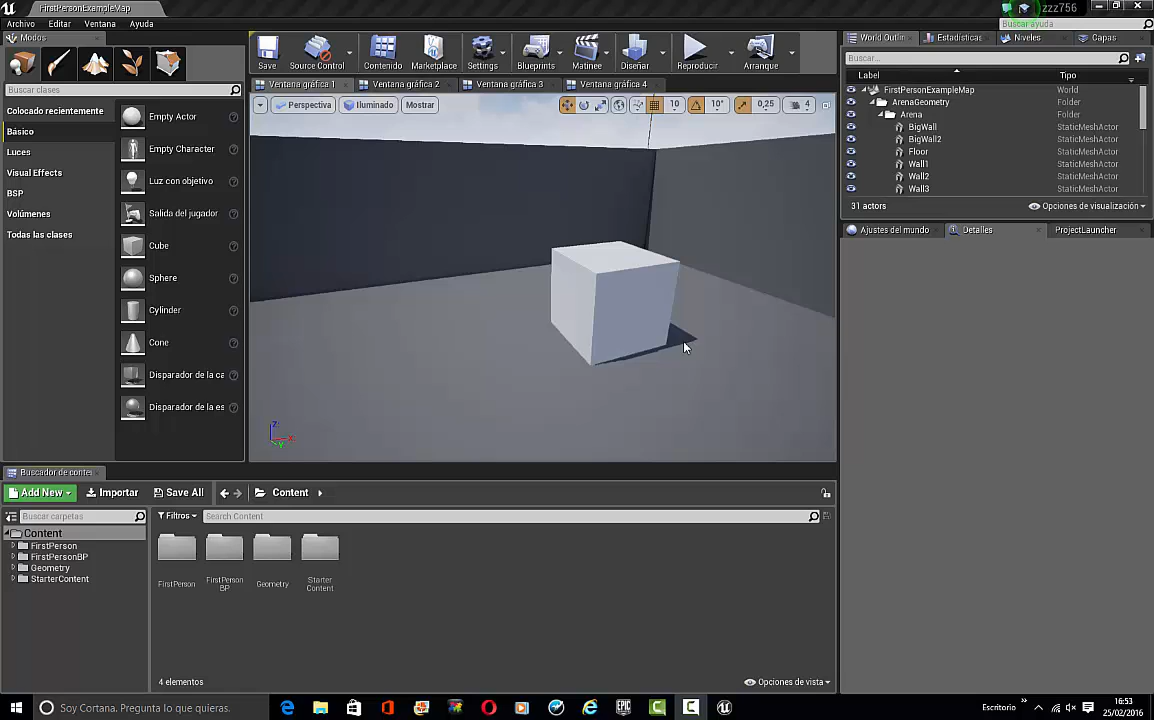 FirstPersonExampleMap
zzz756
Archivo Editar Ventana Ayuda
Buscar ayuda
Modos
Buscar clases
Colocado recientemente
Básico
Luces
Visual Effects
BSP
Volúmenes
Todas las clases
Empty Actor
Empty Character
Luz con objetivo
Salida del jugador
Cube
Sphere
Cylinder
Cone
Disparador de la ca
Disparador de la es
Save
Source Control
Contenido
Marketplace
Settings
Blueprints
Matinee
Diseñar
Reproducir
Arranque
Ventana gráfica 1
Ventana gráfica 2
Ventana gráfica 3
Ventana gráfica 4
Perspectiva
Iluminado
Mostrar
10
10°
0,25
4
Z
X
Y
World Outlin
Estadísticas
Niveles
Capas
Buscar...
Label Tipo
FirstPersonExampleMap World
ArenaGeometry Folder
Arena Folder
BigWall StaticMeshActor
BigWall2 StaticMeshActor
Floor StaticMeshActor
Wall1 StaticMeshActor
Wall2 StaticMeshActor
Wall3 StaticMeshActor
31 actors Opciones de visualización
Ajustes del mundo
Detalles
ProjectLauncher
Buscador de conter
Add New
Importar
Save All
Content
Buscar carpetas
Filtros
Search Content
Content
FirstPerson
FirstPersonBP
Geometry
StarterContent
FirstPerson
FirstPerson
BP
Geometry
Starter
Content
4 elementos
Opciones de vista
Soy Cortana. Pregunta lo que quieras.
EPIC
GAMES
Escritorio
16:53
25/02/2016